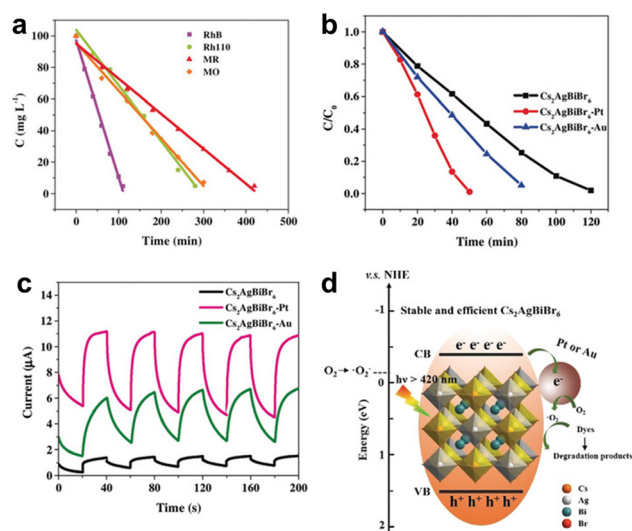 a
RhB
Rh110
MR
MO
C (mg L⁻¹)
100
80
60
40
20
0
0 100 200 300 400 500
Time (min)
b
Cs₂AgBiBr₆
Cs₂AgBiBr₆-Pt
Cs₂AgBiBr₆-Au
C/C₀
1.0
0.8
0.6
0.4
0.2
0.0
0 20 40 60 80 100 120
Time (min)
c
Cs₂AgBiBr₆
Cs₂AgBiBr₆-Pt
Cs₂AgBiBr₆-Au
Current (μA)
14
12
10
8
6
4
2
0
0 40 80 120 160 200
Time (s)
d
v.s. NHE
Stable and efficient Cs₂AgBiBr₆
-1
0
1
2
Energy (eV)
CB
e⁻ e⁻ e⁻ e⁻
Pt or Au
e⁻
O₂→·O₂⁻
hν > 420 nm
O₂
·O₂⁻
Dyes
Degradation products
VB
h⁺ h⁺ h⁺ h⁺
Cs
Ag
Bi
Br